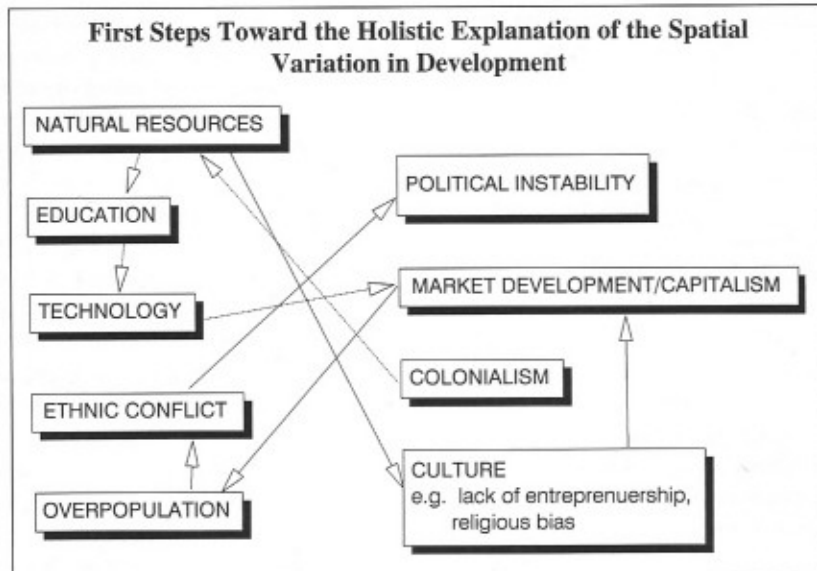 First Steps Toward the Holistic Explanation of the Spatial
Variation in Development
NATURAL RESOURCES
EDUCATION
TECHNOLOGY
ETHNIC CONFLICT
OVERPOPULATION
POLITICAL INSTABILITY
MARKET DEVELOPMENT/CAPITALISM
COLONIALISM
CULTURE
e.g. lack of entreprenuership,
religious bias